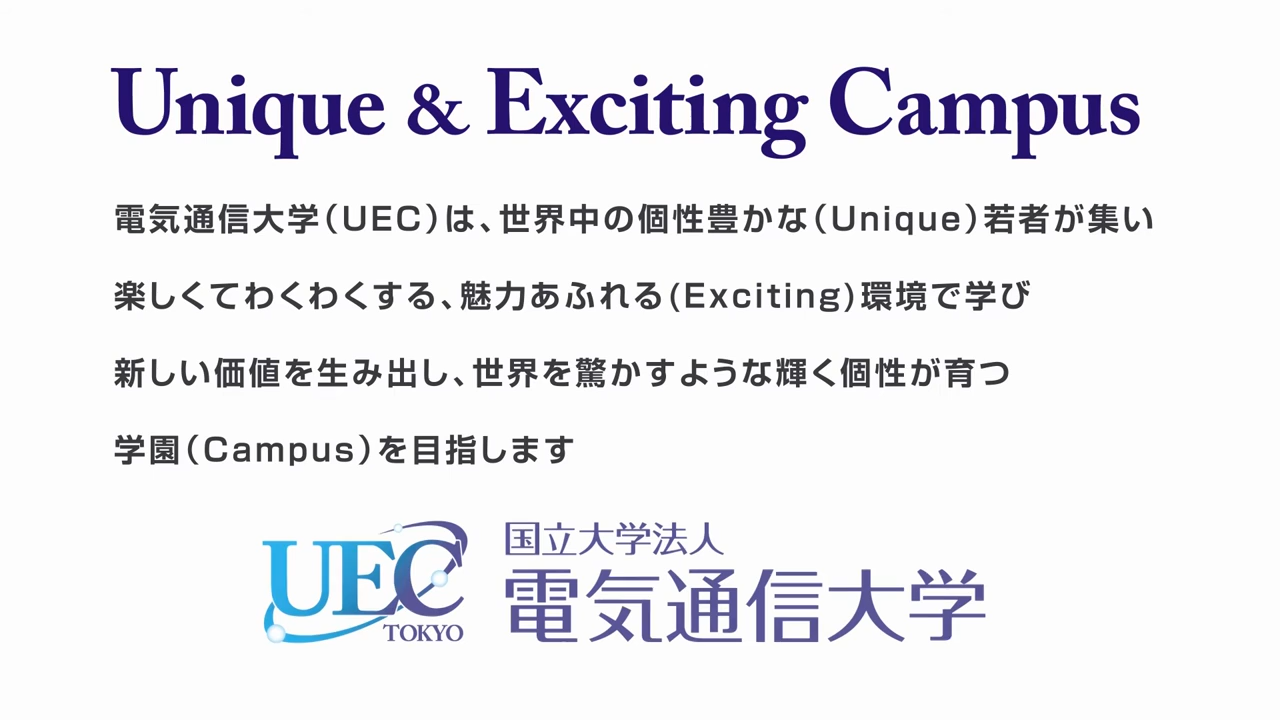 Unique & Exciting Campus
電気通信大学（UEC）は、世界中の個性豊かな（Unique）若者が集い
楽しくてわくわくする、魅力あふれる(Exciting)環境で学び
新しい価値を生み出し、世界を驚かすような輝く個性が育つ
学園（Campus）を目指します
UEC
TOKYO
国立大学法人
電気通信大学